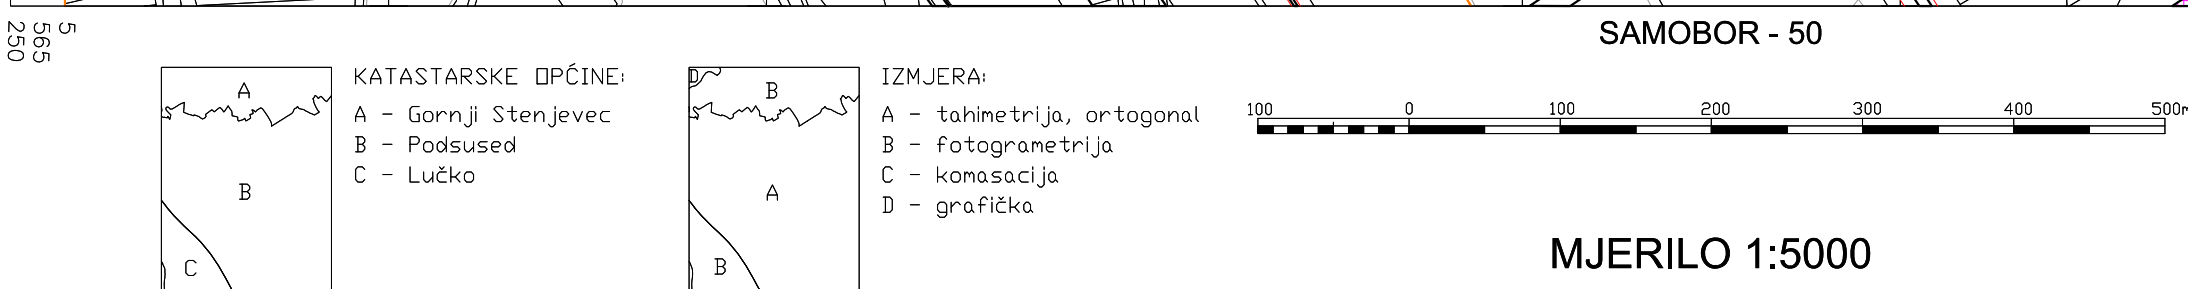 5
565
250
SAMOBOR - 50
A
B
C
KATASTARSKE OPĆINE:
A - Gornji Stenjevec
B - Podsused
C - Lučko
D
B
A
B
IZMJERA:
A - tahimetrija, ortogonal
B - fotogrametrija
C - komasacija
D - grafička
100 0 100 200 300 400 500m
MJERILO 1:5000